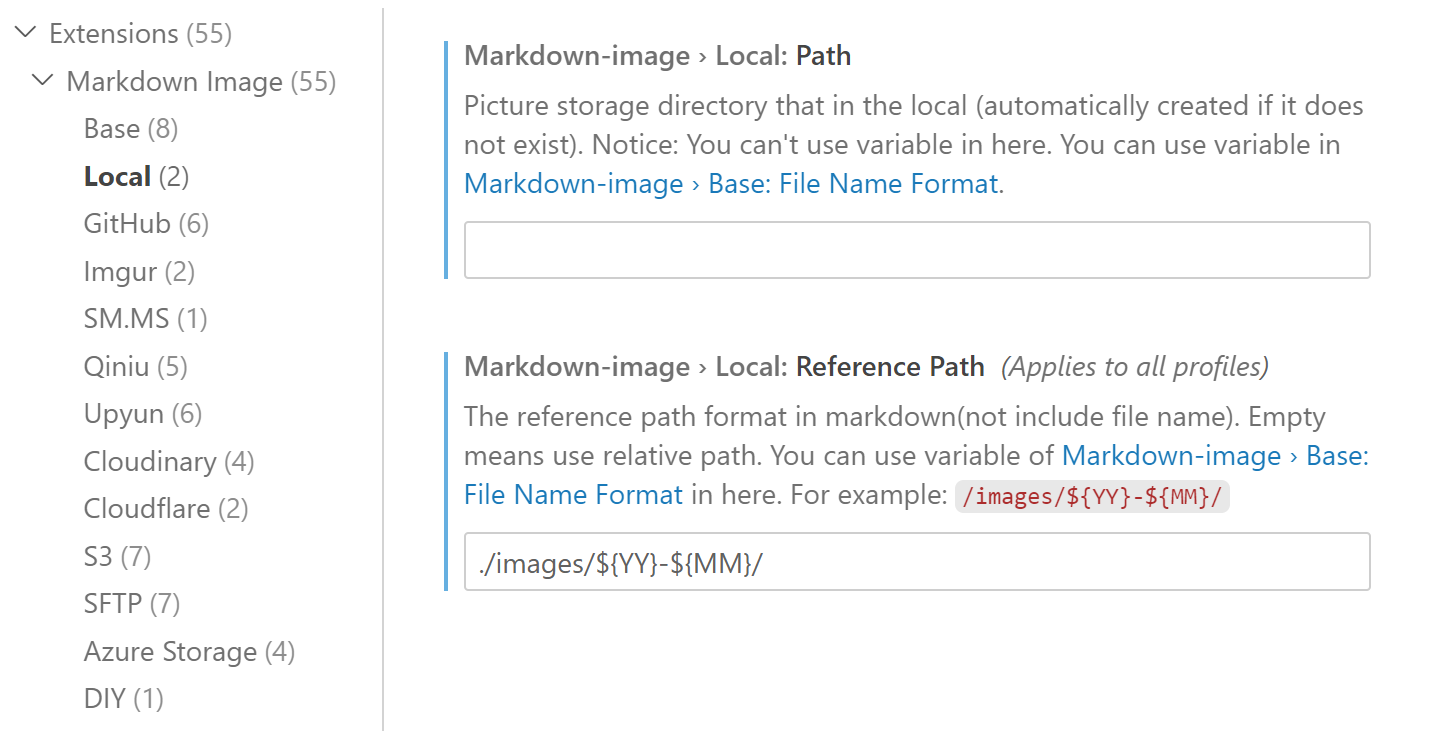 Extensions (55)
Markdown Image (55)
Base (8)
Local (2)
GitHub (6)
Imgur (2)
SM.MS (1)
Qiniu (5)
Upyun (6)
Cloudinary (4)
Cloudflare (2)
S3 (7)
SFTP (7)
Azure Storage (4)
DIY (1)
Markdown-image › Local: Path
Picture storage directory that in the local (automatically created if it does
not exist). Notice: You can't use variable in here. You can use variable in
Markdown-image › Base: File Name Format.
Markdown-image › Local: Reference Path (Applies to all profiles)
The reference path format in markdown(not include file name). Empty
means use relative path. You can use variable of Markdown-image › Base:
File Name Format in here. For example: /images/${YY}-${MM}/
./images/${YY}-${MM}/